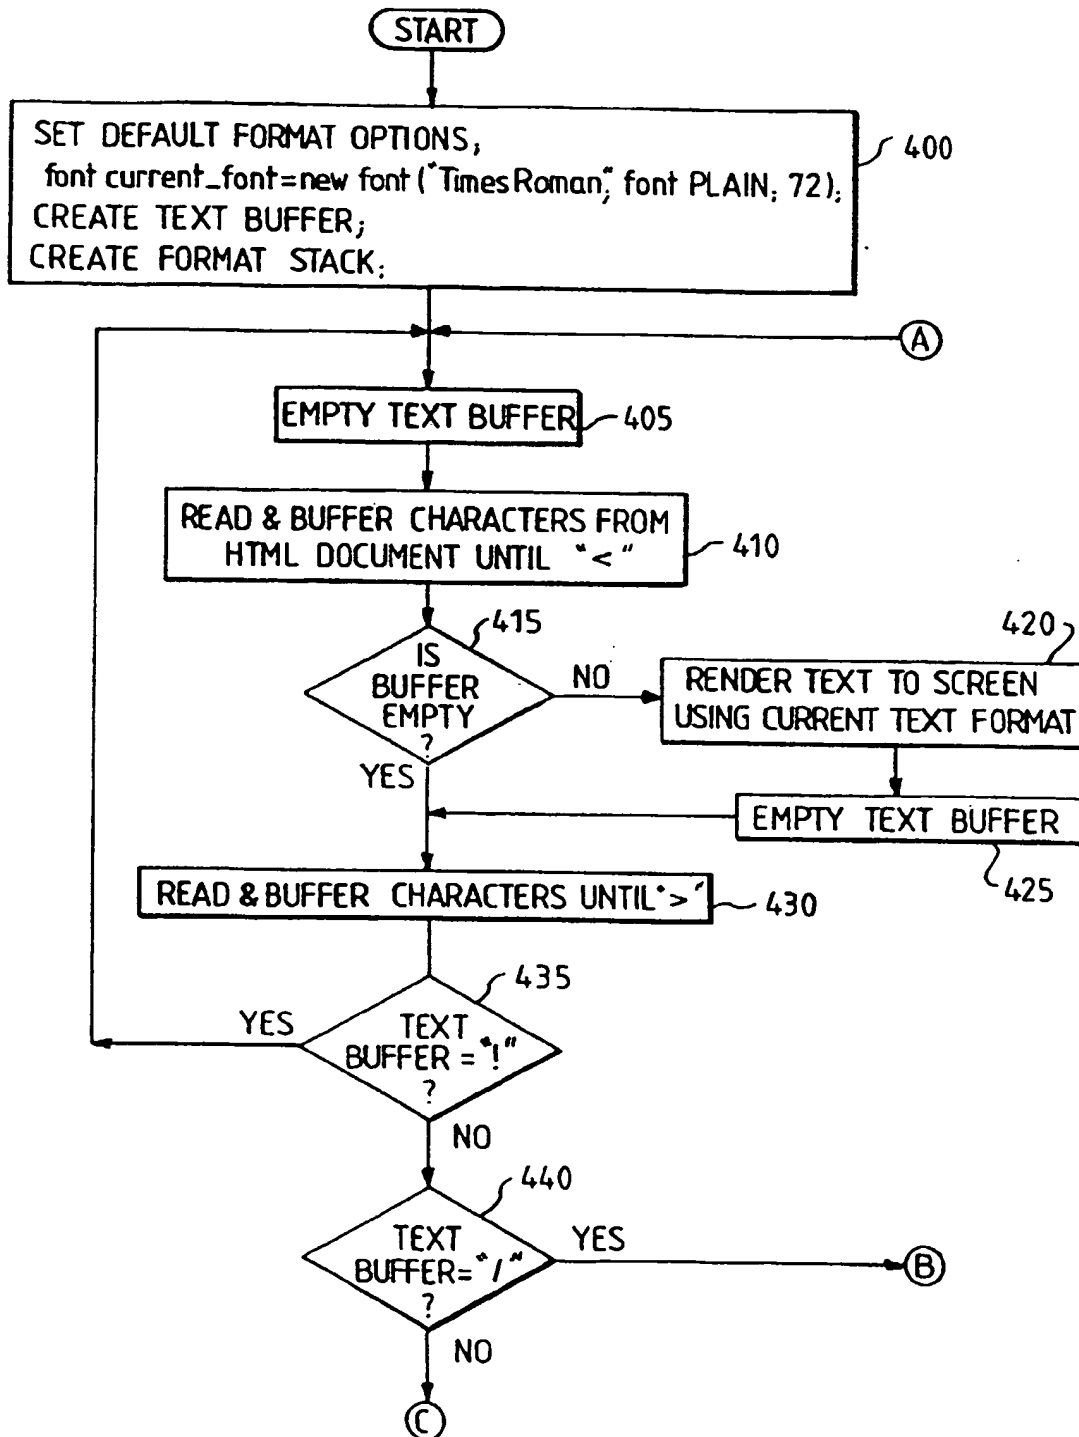 START
SET DEFAULT FORMAT OPTIONS;
font current_font=new font ("TimesRoman," font PLAIN; 72);
CREATE TEXT BUFFER;
CREATE FORMAT STACK;
400
A
EMPTY TEXT BUFFER
405
READ & BUFFER CHARACTERS FROM
HTML DOCUMENT UNTIL "<"
410
415
IS
BUFFER
EMPTY
?
NO
YES
420
RENDER TEXT TO SCREEN
USING CURRENT TEXT FORMAT
EMPTY TEXT BUFFER
425
READ & BUFFER CHARACTERS UNTIL ">"
430
435
YES
TEXT
BUFFER = "!"
?
NO
440
TEXT
BUFFER= "/"
?
YES
B
NO
C